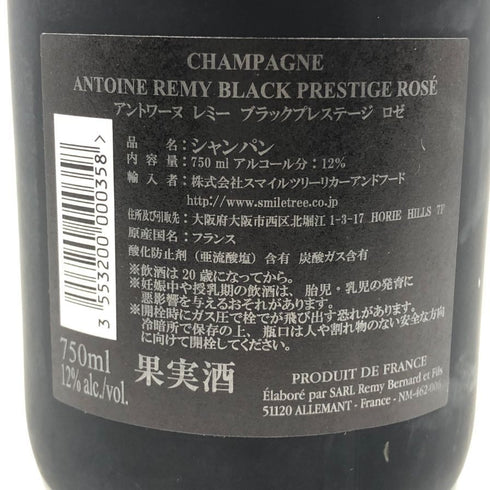 CHAMPAGNE
ANTOINE REMY BLACK PRESTIGE ROSÉ
アントワーヌ レミー ブラックプレステージ ロゼ
品 名：シャンパン
内 容 量：750 ml アルコール分：12%
輸 入 者：株式会社スマイルツリーリカーアンドフード
http://www.smiletree.co.jp
住所及び引取先：大阪府大阪市西区北堀江 1-3-17 HORIE HILLS 7F
原産国名：フランス
酸化防止剤（亜流酸塩）含有 炭酸ガス含有
※飲酒は 20 歳になってから。
※妊娠中や授乳期の飲酒は、胎児・乳児の発育に
悪影響を与えるおそれがあります。
※開栓時にガス圧で栓でが飛び出す恐れがあります。
冷暗所で保存の上、瓶口は人や割れ物のない安全な方向
に向けて開栓してください。
3 553200 000358 >
750ml
12% alc./vol.
果実酒
PRODUIT DE FRANCE
Élaboré par SARL Remy Bernard et Fils
51120 ALLEMANT - France - NM-462-006